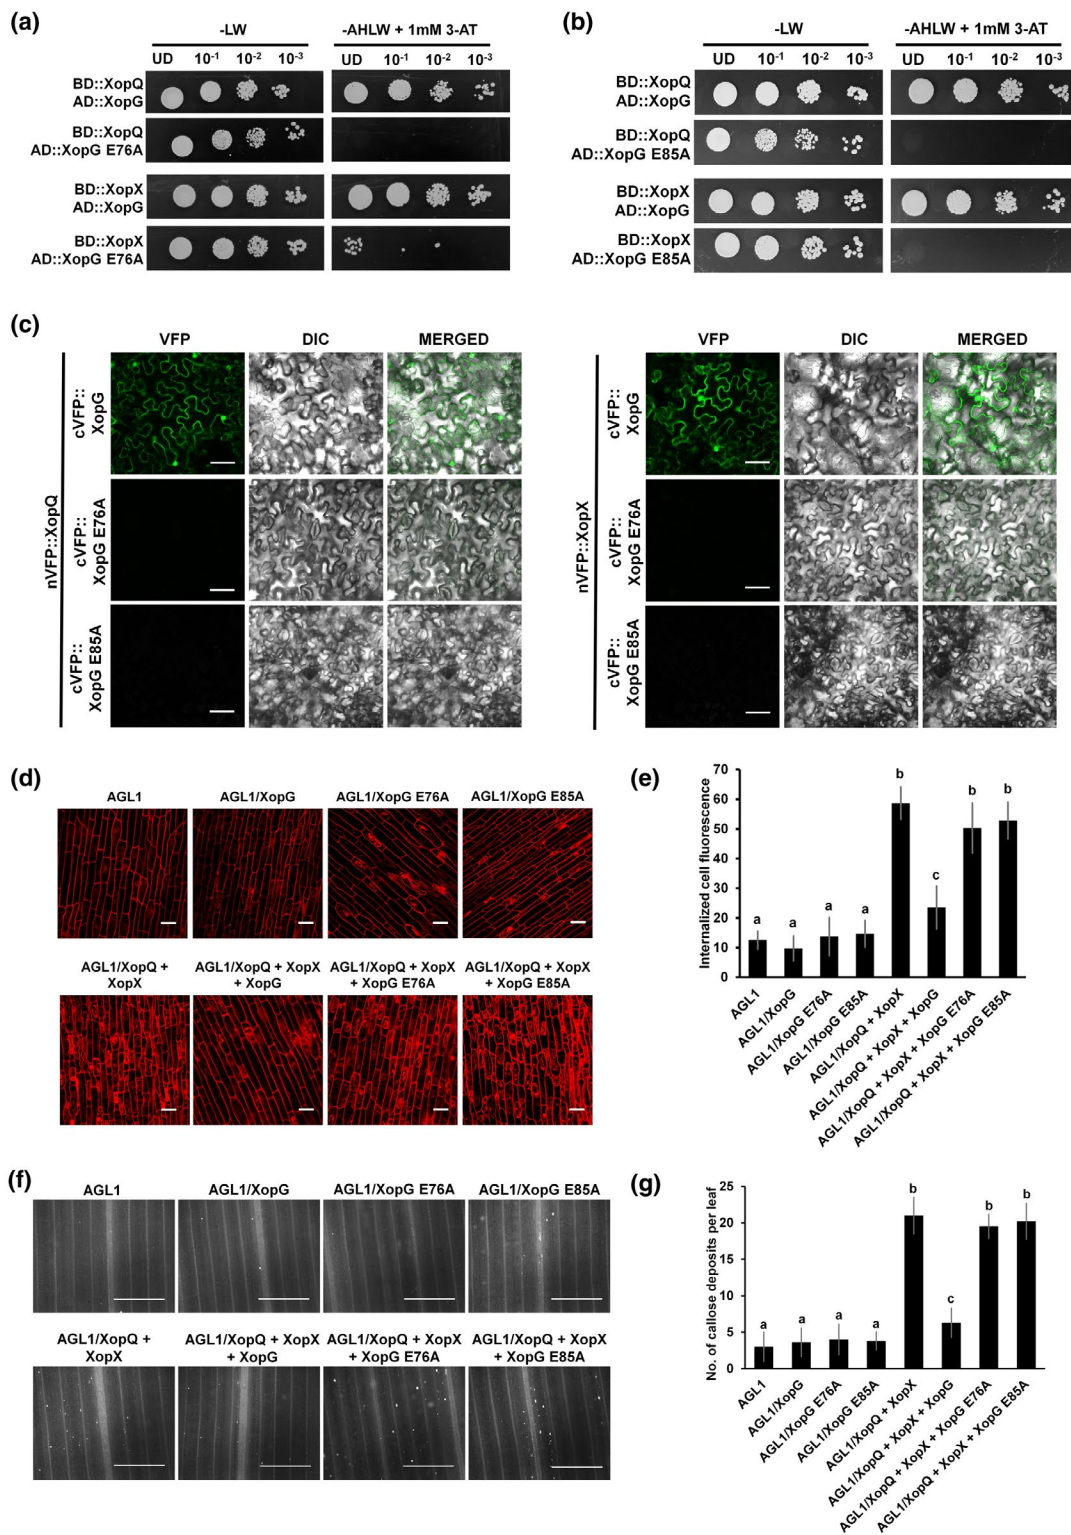 (a)
-LW
-AHLW + 1mM 3-AT
UD 10-1 10-2 10-3
UD 10-1 10-2 10-3
BD::XopQ
AD::XopG
BD::XopQ
AD::XopG E76A
BD::XopX
AD::XopG
BD::XopX
AD::XopG E76A
(b)
-LW
-AHLW + 1mM 3-AT
UD 10-1 10-2 10-3
UD 10-1 10-2 10-3
BD::XopQ
AD::XopG
BD::XopQ
AD::XopG E85A
BD::XopX
AD::XopG
BD::XopX
AD::XopG E85A
(c)
VFP DIC MERGED
nVFP::XopQ
cVFP::
XopG
cVFP::
XopG E76A
cVFP::
XopG E85A
VFP DIC MERGED
nVFP::XopX
cVFP::
XopG
cVFP::
XopG E76A
cVFP::
XopG E85A
(d)
AGL1
AGL1/XopG
AGL1/XopG E76A
AGL1/XopG E85A
AGL1/XopQ +
XopX
AGL1/XopQ + XopX
+ XopG
AGL1/XopQ + XopX
+ XopG E76A
AGL1/XopQ + XopX
+ XopG E85A
(e)
Internalized cell fluorescence
70
60
50
40
30
20
10
0
a
a
a
a
b
c
b
b
AGL1
AGL1/XopG
AGL1/XopG E76A
AGL1/XopG E85A
AGL1/XopQ + XopX
AGL1/XopQ + XopX + XopG
AGL1/XopQ + XopX + XopG E76A
AGL1/XopQ + XopX + XopG E85A
(f)
AGL1
AGL1/XopG
AGL1/XopG E76A
AGL1/XopG E85A
AGL1/XopQ +
XopX
AGL1/XopQ + XopX
+ XopG
AGL1/XopQ + XopX
+ XopG E76A
AGL1/XopQ + XopX
+ XopG E85A
(g)
No. of callose deposits per leaf
25
20
15
10
5
0
a
a
a
a
b
c
b
b
AGL1
AGL1/XopG
AGL1/XopG E76A
AGL1/XopG E85A
AGL1/XopQ + XopX
AGL1/XopQ + XopX + XopG
AGL1/XopQ + XopX + XopG E76A
AGL1/XopQ + XopX + XopG E85A